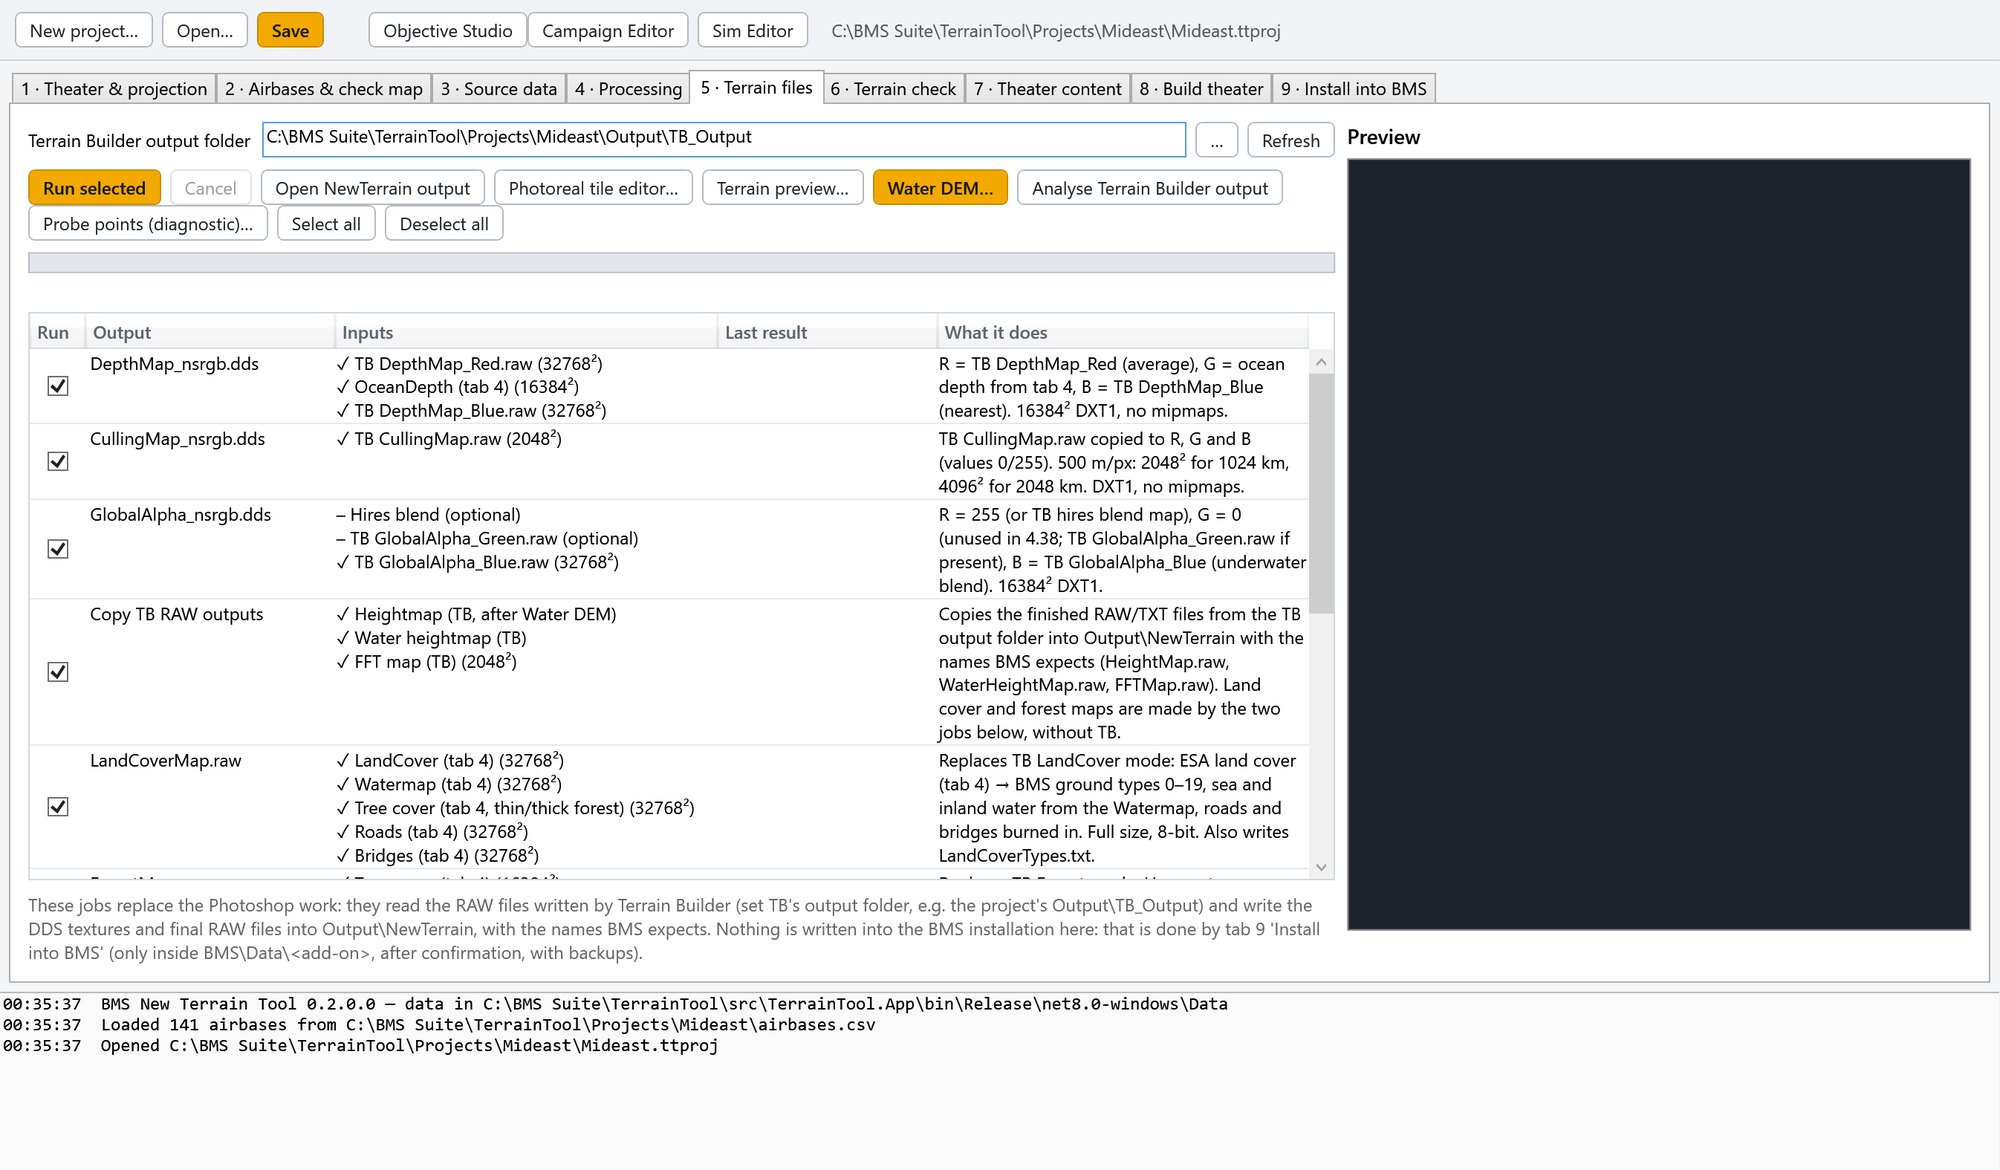 New project... Open... Save Objective Studio Campaign Editor Sim Editor C:\BMS Suite\TerrainTool\Projects\Mideast\Mideast.ttproj
1 · Theater & projection 2 · Airbases & check map 3 · Source data 4 · Processing 5 · Terrain files 6 · Terrain check 7 · Theater content 8 · Build theater 9 · Install into BMS
Terrain Builder output folder C:\BMS Suite\TerrainTool\Projects\Mideast\Output\TB_Output ... Refresh Preview
Run selected Cancel Open NewTerrain output Photoreal tile editor... Terrain preview... Water DEM... Analyse Terrain Builder output
Probe points (diagnostic)... Select all Deselect all
Run Output Inputs Last result What it does
DepthMap_nsrgb.dds ✓ TB DepthMap_Red.raw (32768²) R = TB DepthMap_Red (average), G = ocean
✓ OceanDepth (tab 4) (16384²) depth from tab 4, B = TB DepthMap_Blue
✓ TB DepthMap_Blue.raw (32768²) (nearest). 16384² DXT1, no mipmaps.
CullingMap_nsrgb.dds ✓ TB CullingMap.raw (2048²) TB CullingMap.raw copied to R, G and B
(values 0/255). 500 m/px: 2048² for 1024 km,
4096² for 2048 km. DXT1, no mipmaps.
GlobalAlpha_nsrgb.dds – Hires blend (optional) R = 255 (or TB hires blend map), G = 0
– TB GlobalAlpha_Green.raw (optional) (unused in 4.38; TB GlobalAlpha_Green.raw if
✓ TB GlobalAlpha_Blue.raw (32768²) present), B = TB GlobalAlpha_Blue (underwater
blend). 16384² DXT1.
Copy TB RAW outputs ✓ Heightmap (TB, after Water DEM) Copies the finished RAW/TXT files from the TB
✓ Water heightmap (TB) output folder into Output\NewTerrain with the
✓ FFT map (TB) (2048²) names BMS expects (HeightMap.raw,
WaterHeightMap.raw, FFTMap.raw). Land
cover and forest maps are made by the two
jobs below, without TB.
LandCoverMap.raw ✓ LandCover (tab 4) (32768²) Replaces TB LandCover mode: ESA land cover
✓ Watermap (tab 4) (32768²) (tab 4) → BMS ground types 0–19, sea and
✓ Tree cover (tab 4, thin/thick forest) (32768²) inland water from the Watermap, roads and
✓ Roads (tab 4) (32768²) bridges burned in. Full size, 8-bit. Also writes
✓ Bridges (tab 4) (32768²) LandCoverTypes.txt.
These jobs replace the Photoshop work: they read the RAW files written by Terrain Builder (set TB's output folder, e.g. the project's Output\TB_Output) and write the
DDS textures and final RAW files into Output\NewTerrain, with the names BMS expects. Nothing is written into the BMS installation here: that is done by tab 9 'Install
into BMS' (only inside BMS\Data\<add-on>, after confirmation, with backups).
00:35:37 BMS New Terrain Tool 0.2.0.0 — data in C:\BMS Suite\TerrainTool\src\TerrainTool.App\bin\Release\net8.0-windows\Data
00:35:37 Loaded 141 airbases from C:\BMS Suite\TerrainTool\Projects\Mideast\airbases.csv
00:35:37 Opened C:\BMS Suite\TerrainTool\Projects\Mideast\Mideast.ttproj